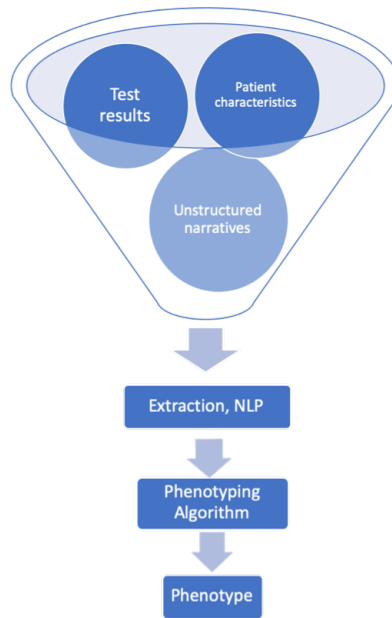 Test
results
Patient
characteristics
Unstructured
narratives
Extraction, NLP
Phenotyping
Algorithm
Phenotype